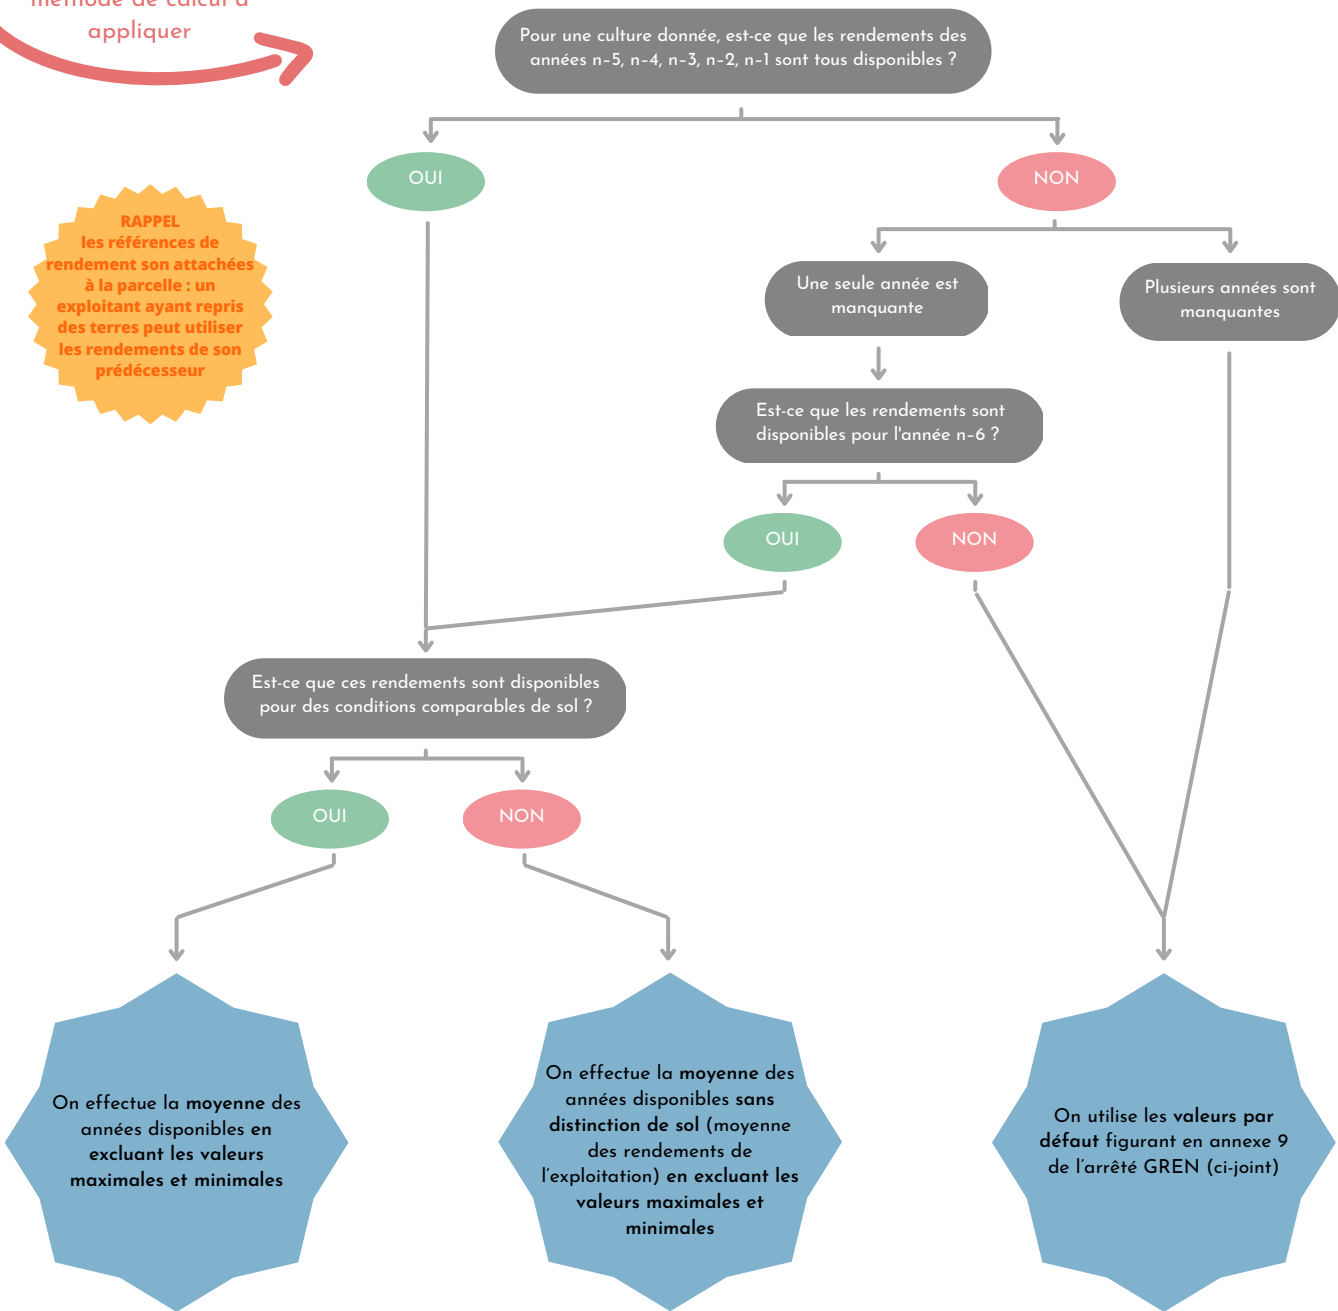 méthode de calcul à
appliquer
Pour une culture donnée, est-ce que les rendements des
années n-5, n-4, n-3, n-2, n-1 sont tous disponibles ?
OUI
NON
RAPPEL
les références de
rendement son attachées
à la parcelle : un
exploitant ayant repris
des terres peut utiliser
les rendements de son
prédécesseur
Une seule année est
manquante
Plusieurs années sont
manquantes
Est-ce que les rendements sont
disponibles pour l'année n-6 ?
OUI
NON
Est-ce que ces rendements sont disponibles
pour des conditions comparables de sol ?
OUI
NON
On effectue la moyenne des
années disponibles en
excluant les valeurs
maximales et minimales
On effectue la moyenne des
années disponibles sans
distinction de sol (moyenne
des rendements de
l'exploitation) en excluant les
valeurs maximales et
minimales
On utilise les valeurs par
défaut figurant en annexe 9
de l'arrêté GREN (ci-joint)